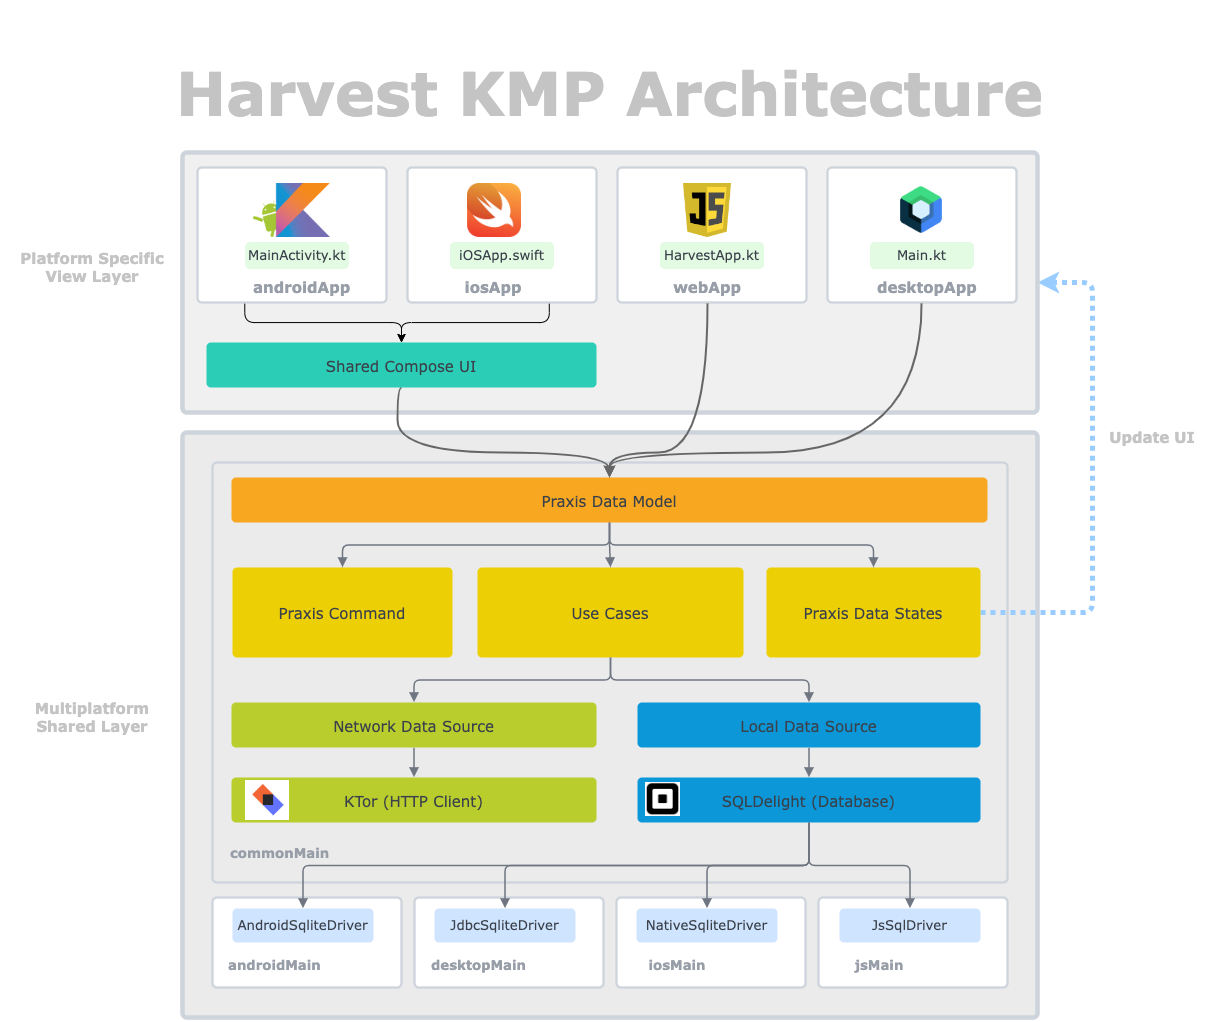 Harvest KMP Architecture
JS
MainActivity.kt
iOSApp.swift
HarvestApp.kt
Main.kt
androidApp
iosApp
webApp
desktopApp
Platform Specific
View Layer
Shared Compose UI
Update UI
Praxis Data Model
Praxis Command
Use Cases
Praxis Data States
Multiplatform
Shared Layer
Network Data Source
Local Data Source
KTor (HTTP Client)
SQLDelight (Database)
commonMain
AndroidSqliteDriver
JdbcSqliteDriver
NativeSqliteDriver
JsSqlDriver
androidMain
desktopMain
iosMain
jsMain